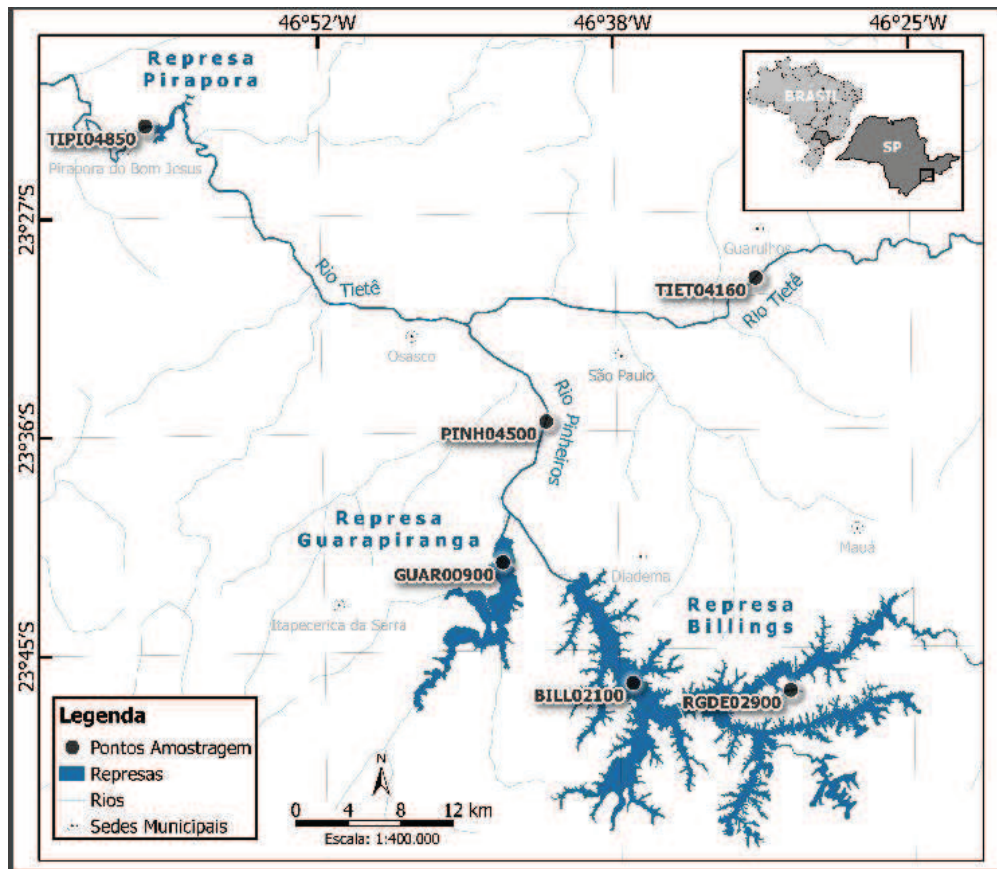 46°52'W
46°38'W
46°25'W
Represa
Pirapora
TIPI04850
Pirapora do Bom Jesus
BRASIL
SP
23°27'S
Guarulhos
Rio
Tietê
TIET04160
Rio Tietê
Osasco
São Paulo
Rio Pinheiros
23°36'S
PINH04500
Represa
Guarapiranga
Mauá
GUAR00900
Diadema
Itapecerica da Serra
Represa
Billings
23°45'S
BILL02100
RGDE02900
Legenda
Pontos Amostragem
Represas
Rios
Sedes Municipais
N
0 4 8 12 km
Escala: 1:400.000